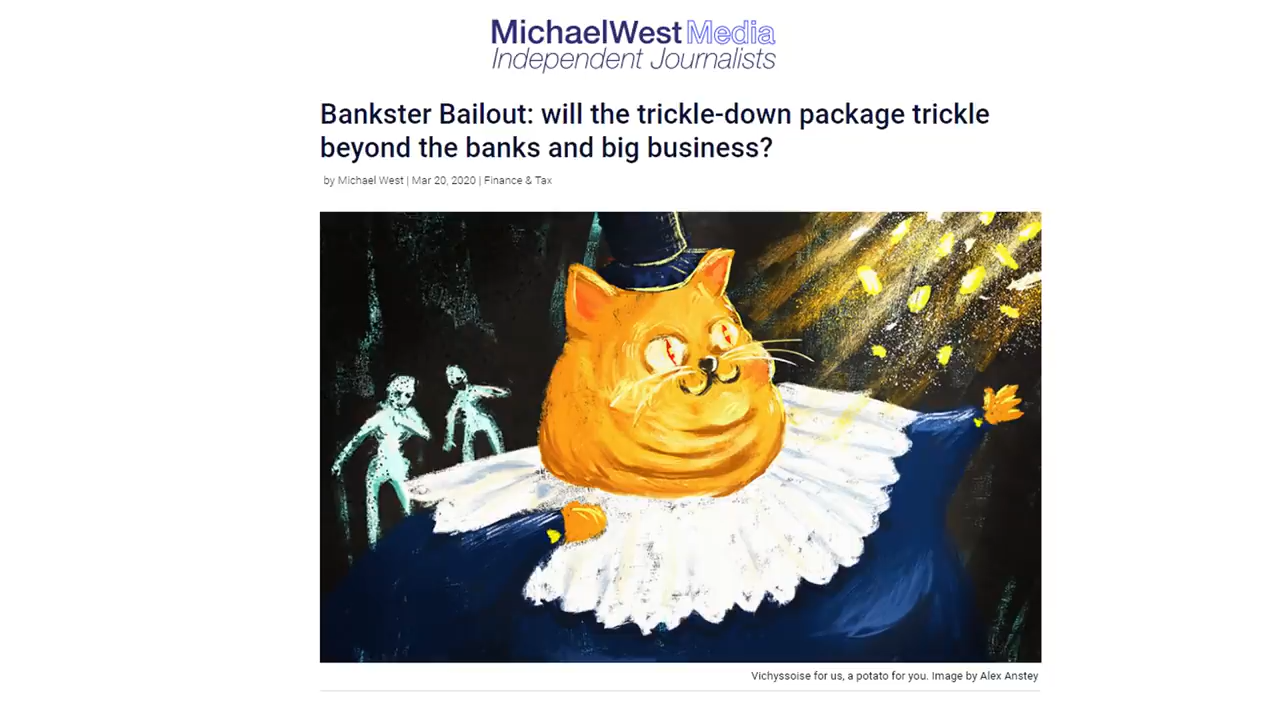 MichaelWest Media
Independent Journalists
Bankster Bailout: will the trickle-down package trickle
beyond the banks and big business?
by Michael West | Mar 20, 2020 | Finance & Tax
Vichyssoise for us, a potato for you. Image by Alex Anstey